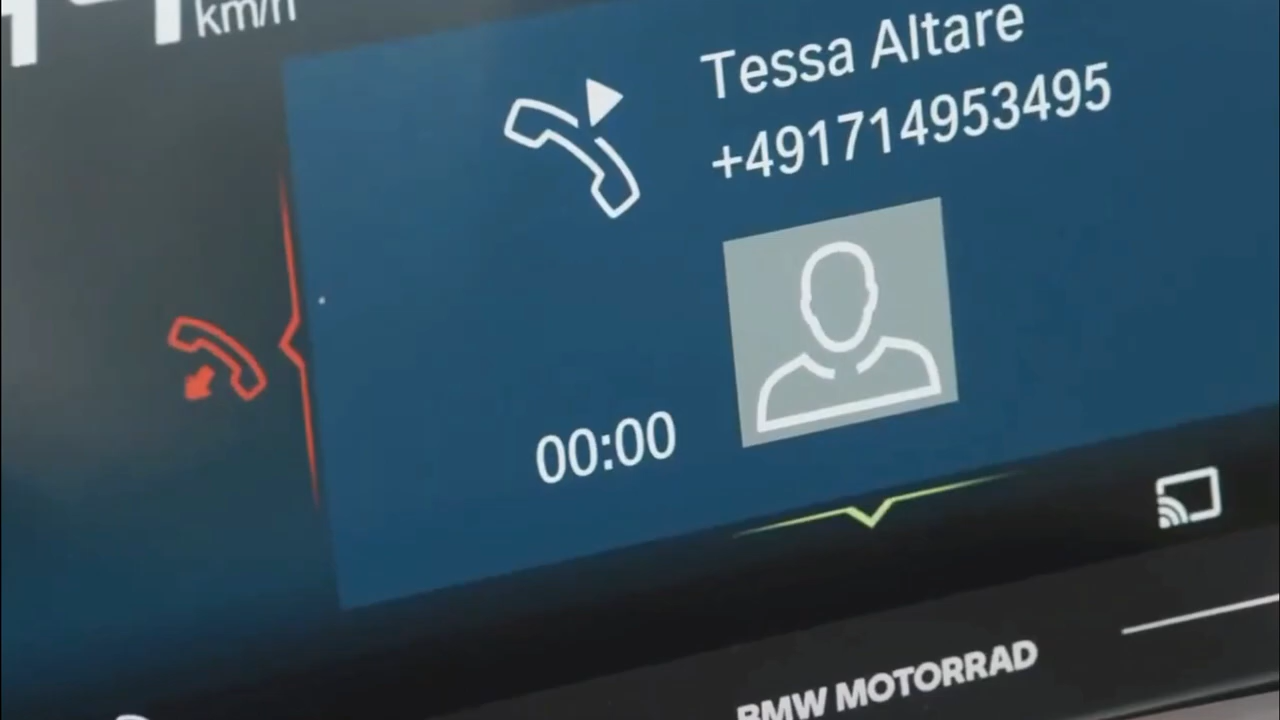 km/h
Tessa Altare
+491714953495
00:00
BMW MOTORRAD